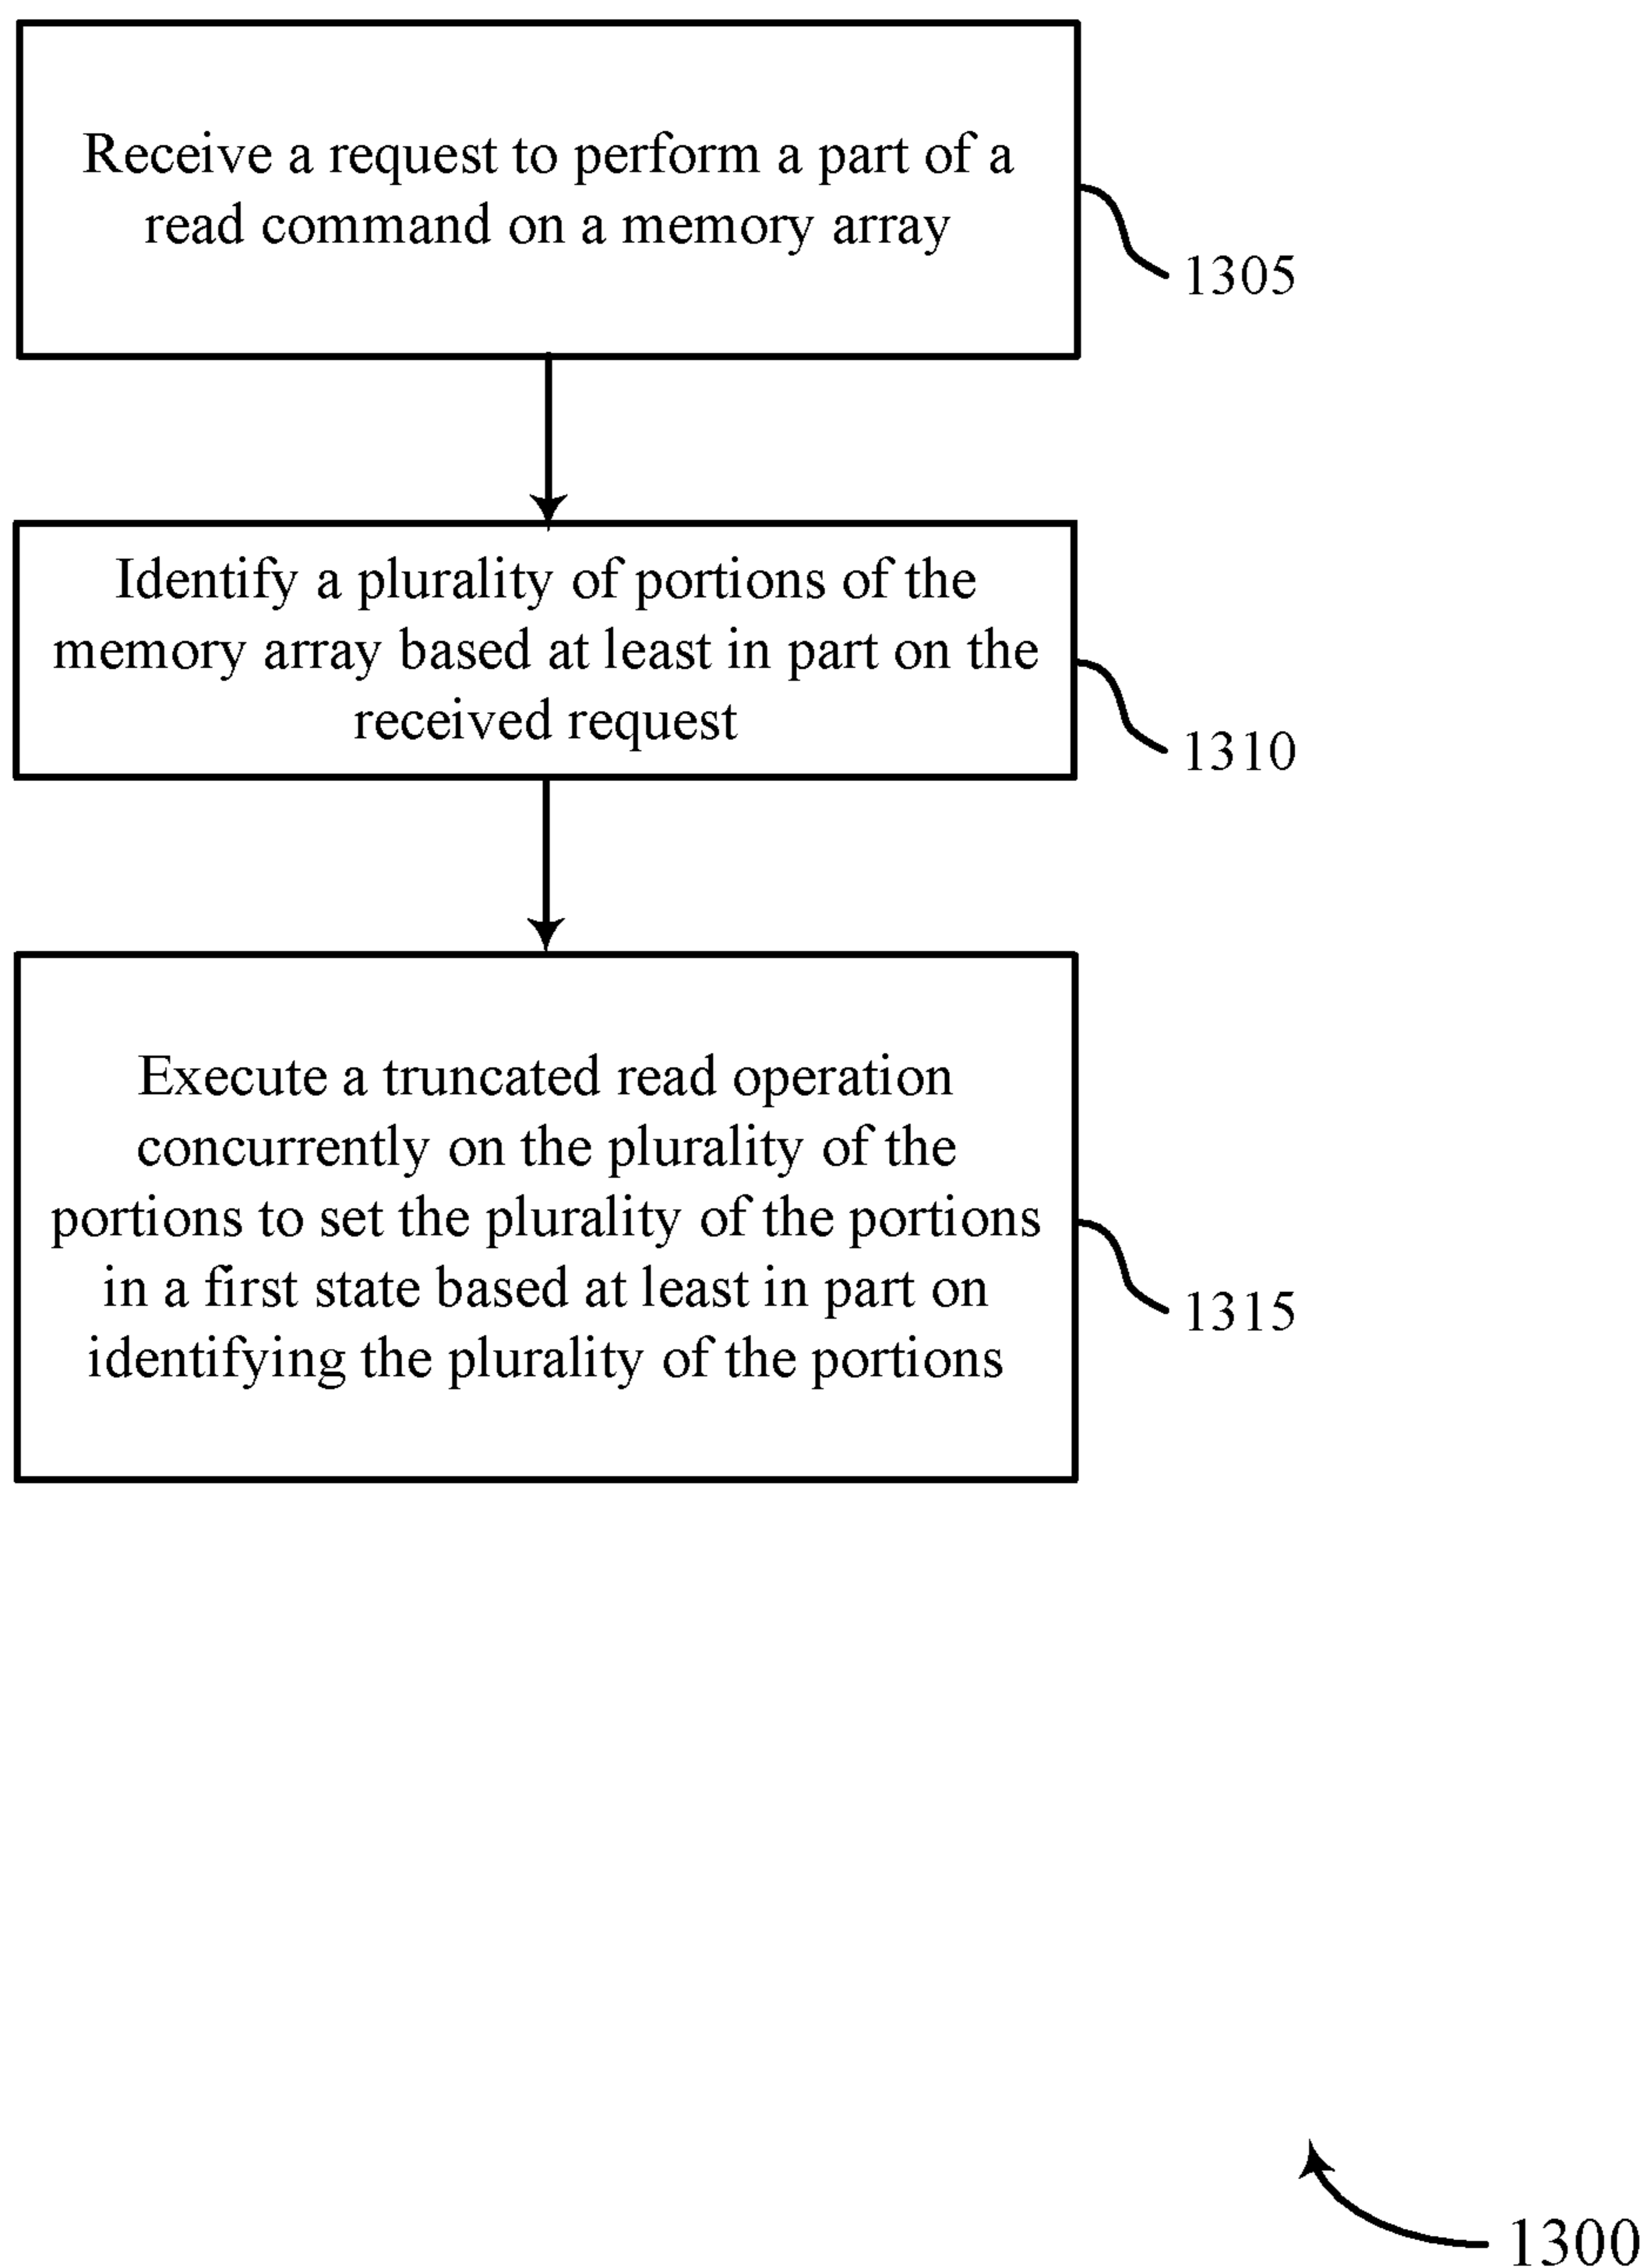 Receive a request to perform a part of a
read command on a memory array
1305
Identify a plurality of portions of the
memory array based at least in part on the
received request
1310
Execute a truncated read operation
concurrently on the plurality of the
portions to set the plurality of the portions
in a first state based at least in part on
identifying the plurality of the portions
1315
1300